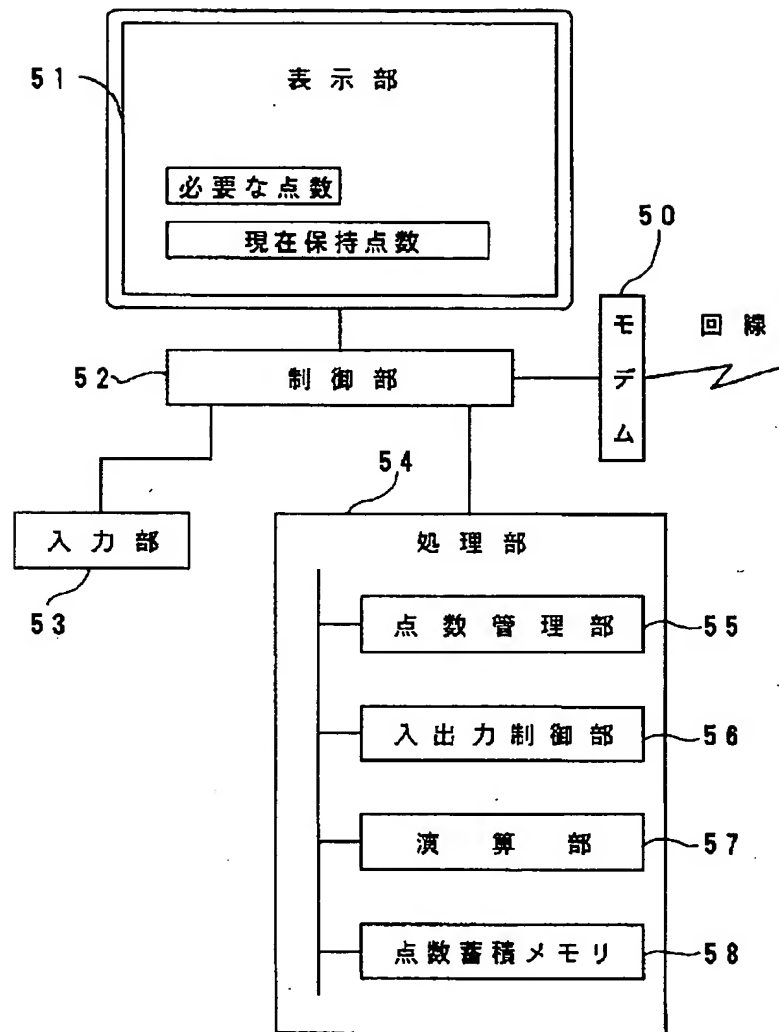 51
表示部
必要な点数
現在保持点数
50
モデム
回線
52
制御部
54
入力部
53
処理部
点数管理部
55
入出力制御部
56
演算部
57
点数蓄積メモリ
58